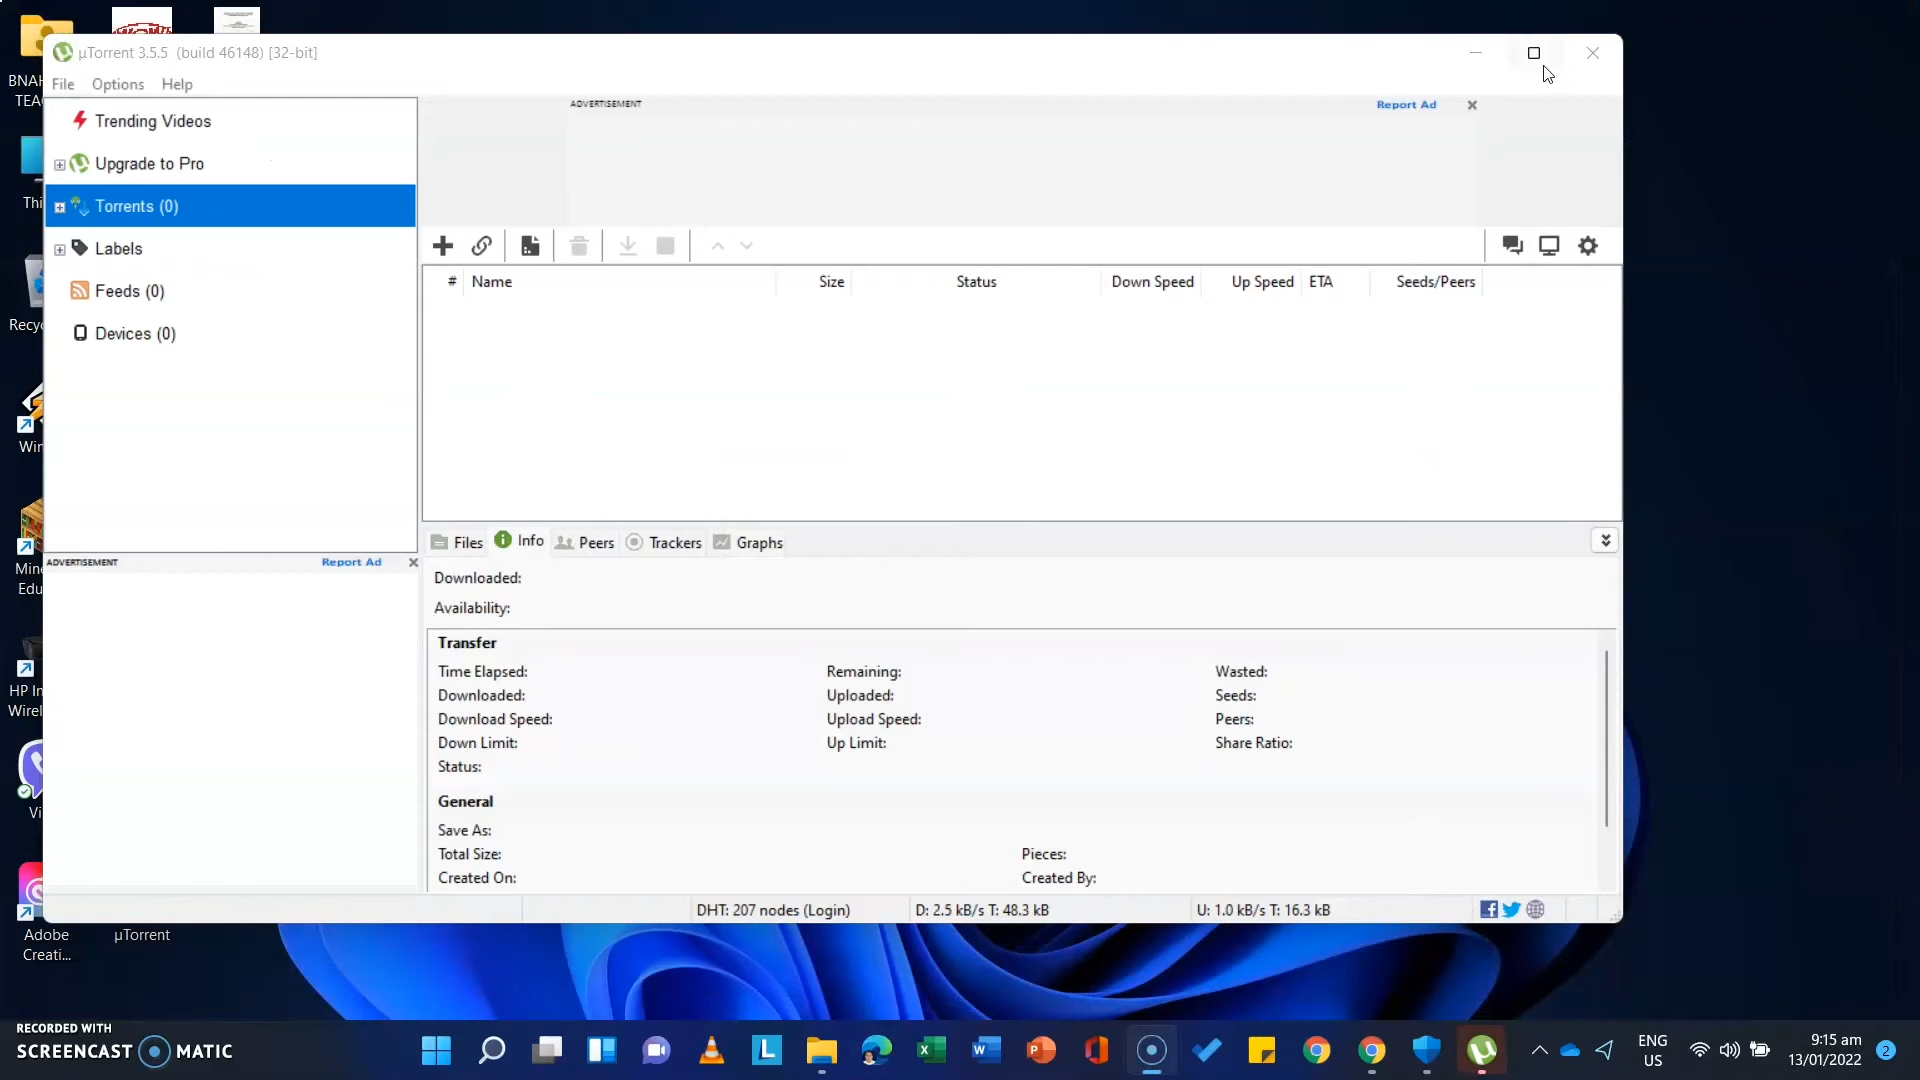 BNAH
TEAC
Thi
Recyc
Win
Mine
Edu
HP In
Wirel
Vi
Adobe
Creati...
µTorrent
µTorrent 3.5.5 (build 46148) [32-bit]
File Options Help
Trending Videos
Upgrade to Pro
Torrents (0)
Labels
Feeds (0)
Devices (0)
ADVERTISEMENT Report Ad
ADVERTISEMENT Report Ad
# Name Size Status Down Speed Up Speed ETA Seeds/Peers
Files Info Peers Trackers Graphs
Downloaded:
Availability:
Transfer
Time Elapsed: Remaining: Wasted:
Downloaded: Uploaded: Seeds:
Download Speed: Upload Speed: Peers:
Down Limit: Up Limit: Share Ratio:
Status:
General
Save As:
Total Size: Pieces:
Created On: Created By:
DHT: 207 nodes (Login) D: 2.5 kB/s T: 48.3 kB U: 1.0 kB/s T: 16.3 kB
RECORDED WITH
SCREENCAST MATIC
ENG
US
9:15 am
13/01/2022
2